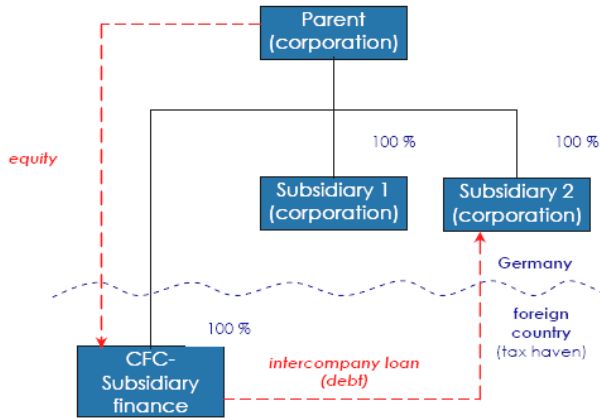 Parent
(corporation)
equity
100 %
100 %
Subsidiary 1
(corporation)
Subsidiary 2
(corporation)
Germany
foreign
country
(tax haven)
100 %
CFC-
Subsidiary
finance
intercompany loan
(debt)